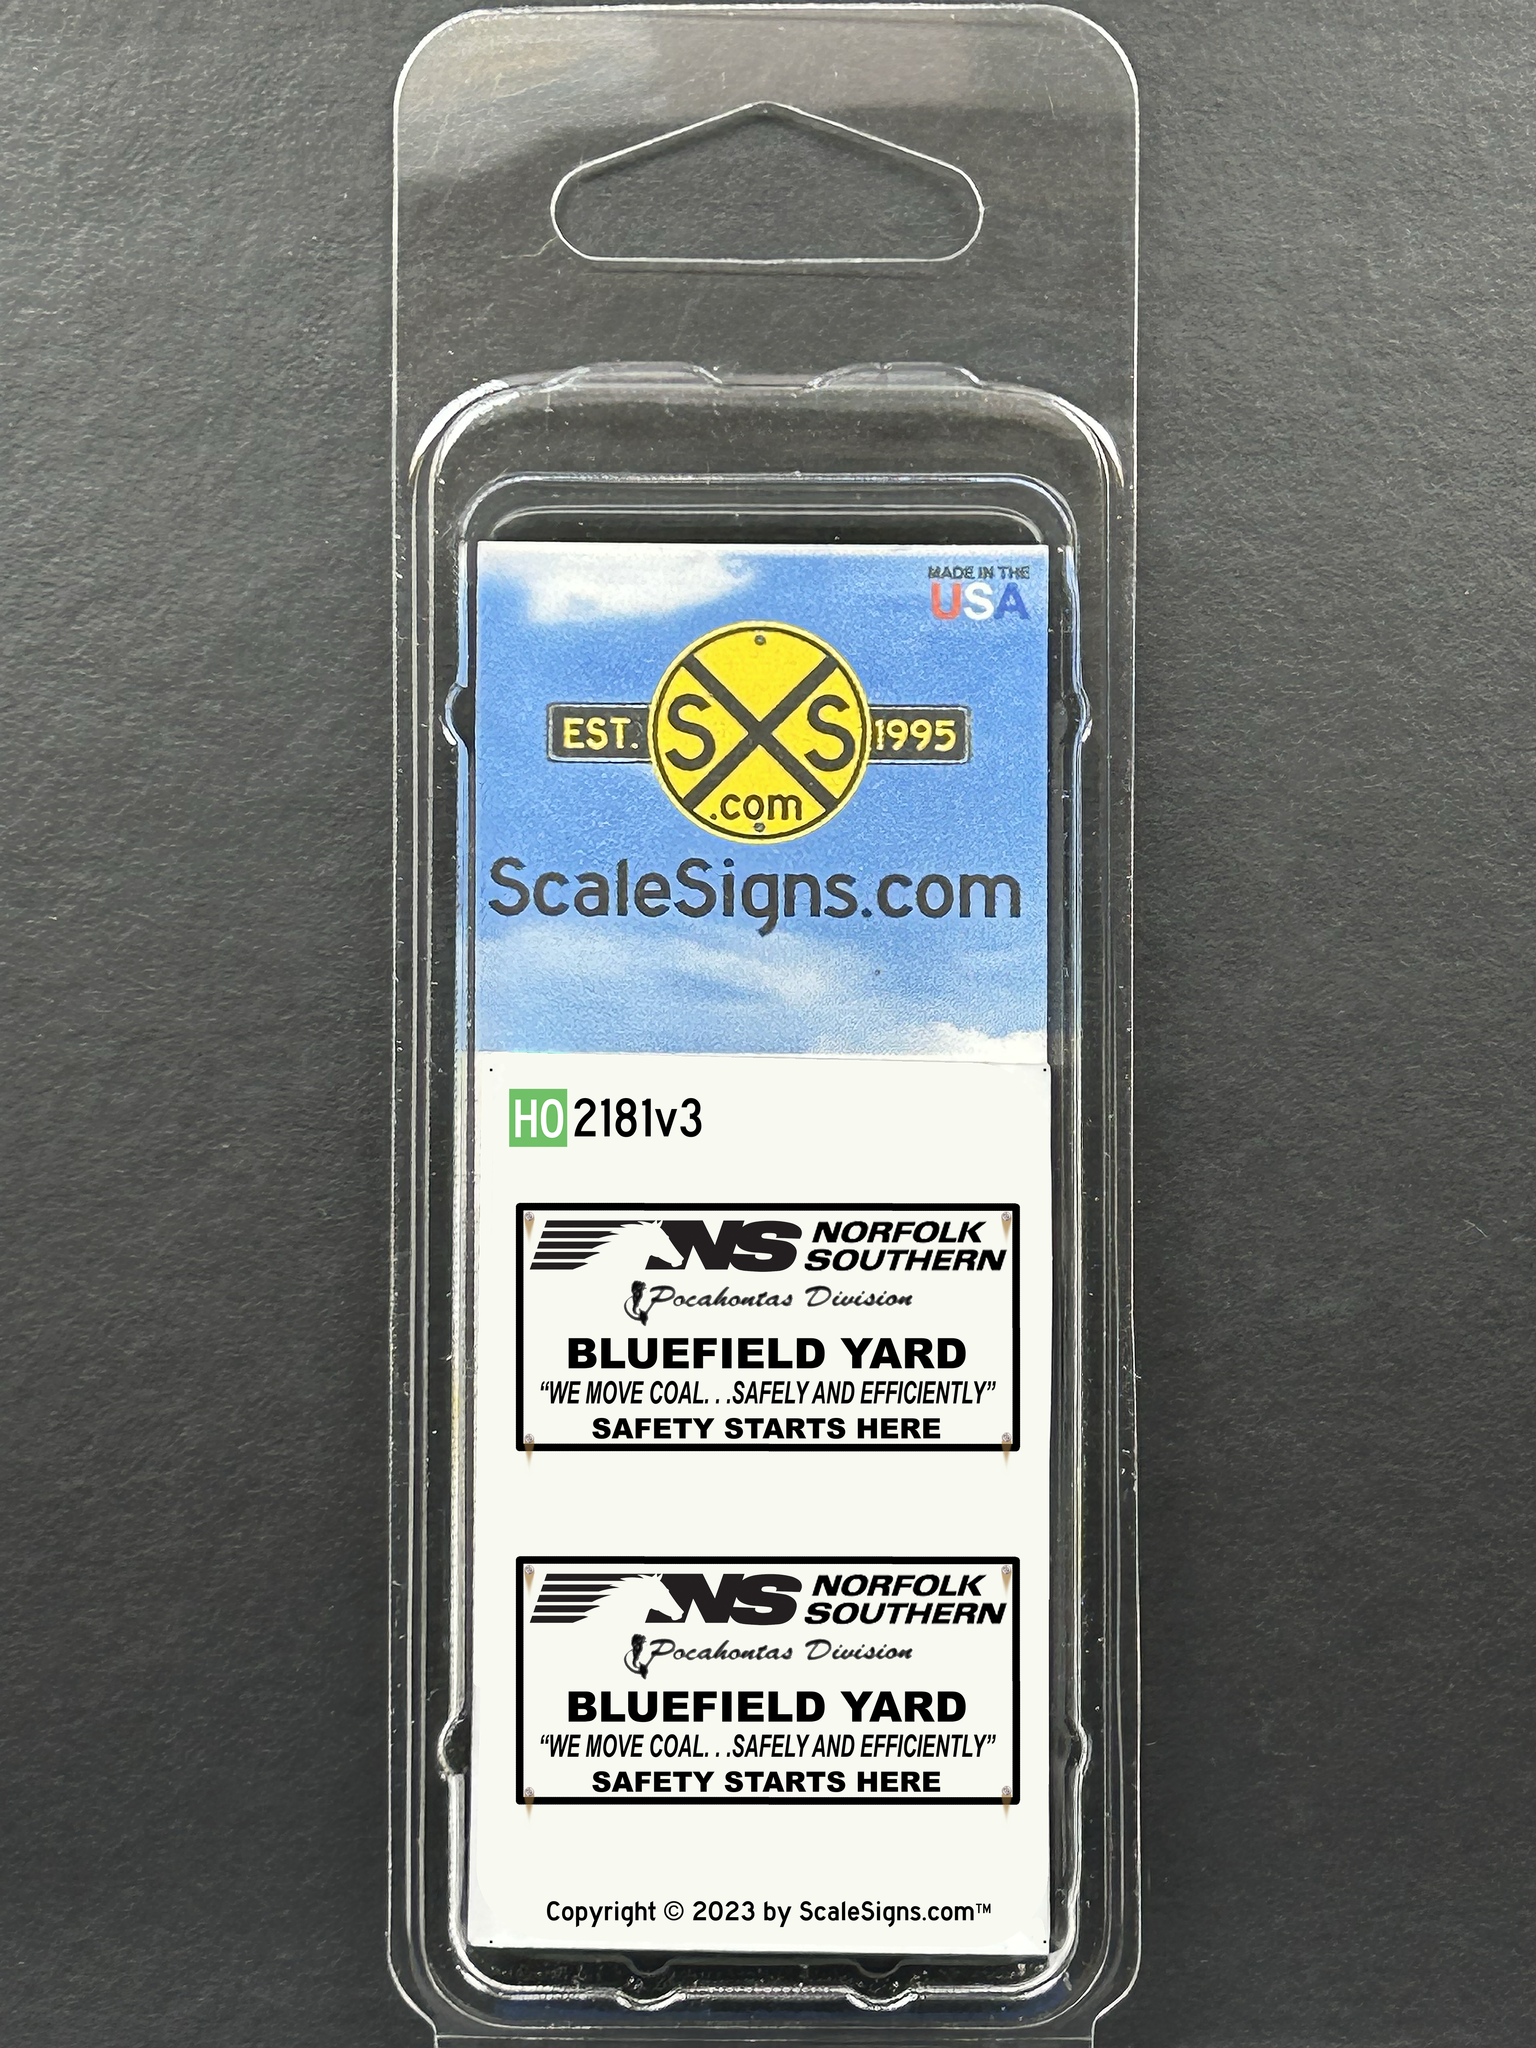 MADE IN THE
USA
EST. SXS 1995
.com
ScaleSigns.com
HO 2181v3
NS NORFOLK
SOUTHERN
Pocahontas Division
BLUEFIELD YARD
“WE MOVE COAL. . .SAFELY AND EFFICIENTLY”
SAFETY STARTS HERE
NS NORFOLK
SOUTHERN
Pocahontas Division
BLUEFIELD YARD
“WE MOVE COAL. . .SAFELY AND EFFICIENTLY”
SAFETY STARTS HERE
Copyright © 2023 by ScaleSigns.com™